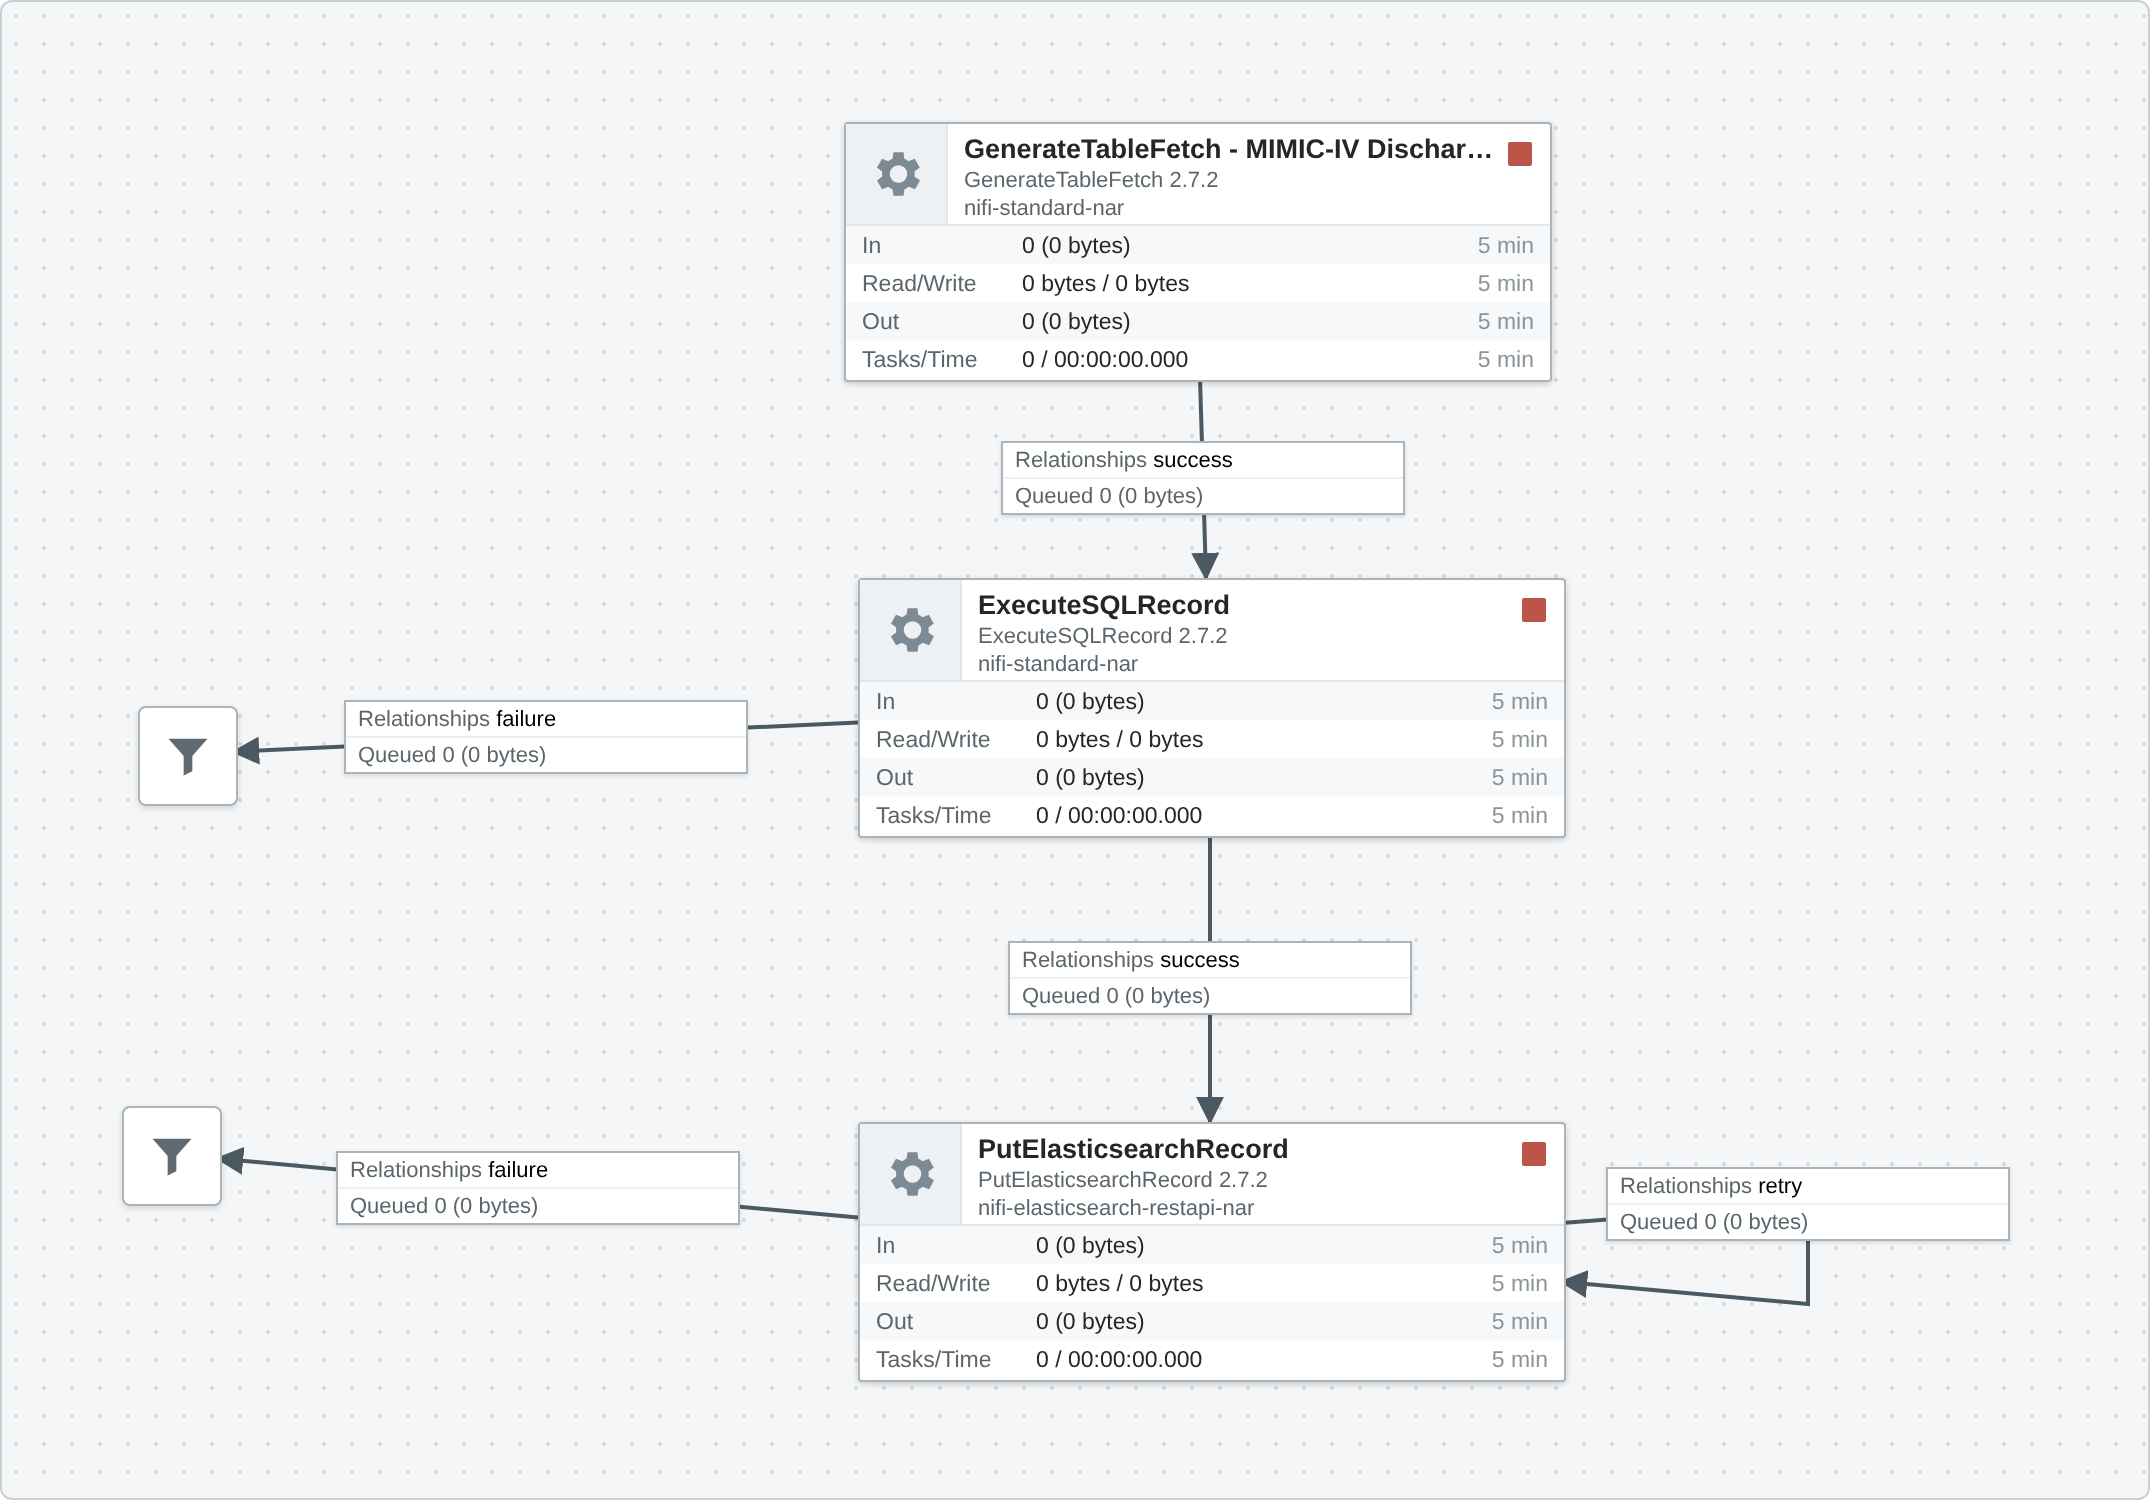 GenerateTableFetch - MIMIC-IV Dischar...
GenerateTableFetch 2.7.2
nifi-standard-nar
In 0 (0 bytes) 5 min
Read/Write 0 bytes / 0 bytes 5 min
Out 0 (0 bytes) 5 min
Tasks/Time 0 / 00:00:00.000 5 min
Relationships success
Queued 0 (0 bytes)
ExecuteSQLRecord
ExecuteSQLRecord 2.7.2
nifi-standard-nar
In 0 (0 bytes) 5 min
Read/Write 0 bytes / 0 bytes 5 min
Out 0 (0 bytes) 5 min
Tasks/Time 0 / 00:00:00.000 5 min
Relationships failure
Queued 0 (0 bytes)
Relationships success
Queued 0 (0 bytes)
PutElasticsearchRecord
PutElasticsearchRecord 2.7.2
nifi-elasticsearch-restapi-nar
In 0 (0 bytes) 5 min
Read/Write 0 bytes / 0 bytes 5 min
Out 0 (0 bytes) 5 min
Tasks/Time 0 / 00:00:00.000 5 min
Relationships failure
Queued 0 (0 bytes)
Relationships retry
Queued 0 (0 bytes)